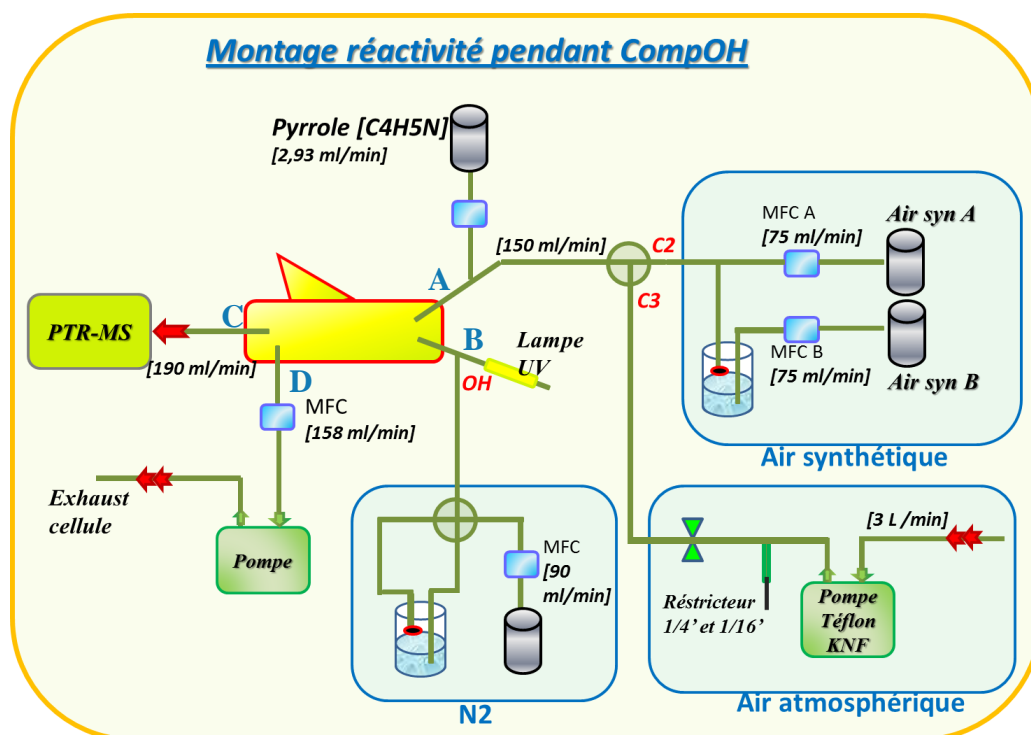 Montage réactivité pendant CompOH
Pyrrole [C4H5N]
[2,93 ml/min]
[150 ml/min]
C2
C3
MFC A
[75 ml/min]
Air syn A
MFC B
[75 ml/min]
Air syn B
Air synthétique
A
B
OH
Lampe
UV
C
D
PTR-MS
[190 ml/min]
MFC
[158 ml/min]
Exhaust
cellule
Pompe
MFC
[90
ml/min]
N2
[3 L /min]
Réstricteur
1/4’ et 1/16’
Pompe
Téflon
KNF
Air atmosphérique